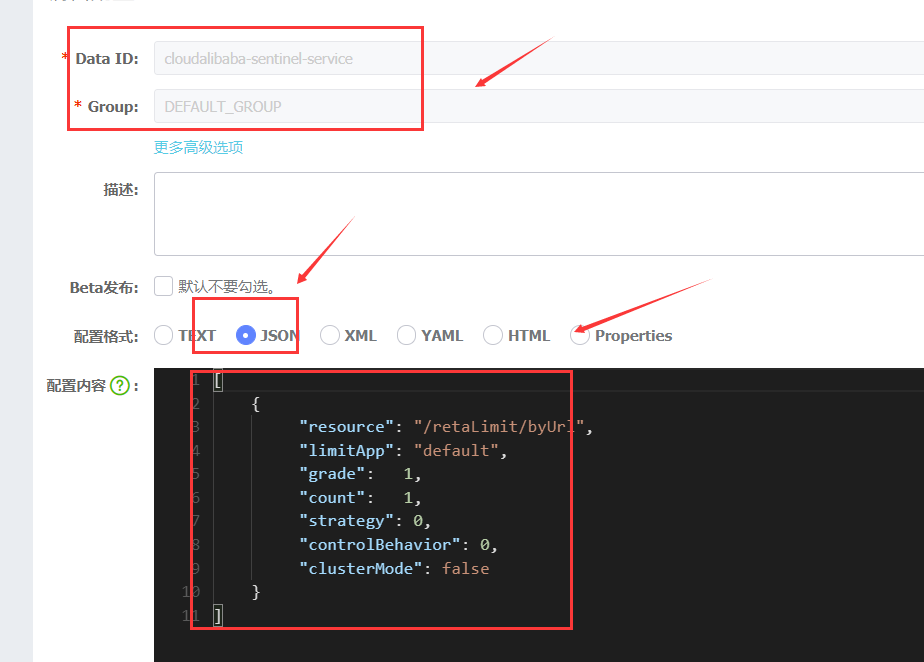 * Data ID: cloudalibaba-sentinel-service
* Group: DEFAULT_GROUP
更多高级选项
描述:
Beta发布: 默认不要勾选。
配置格式: TEXT JSON XML YAML HTML Properties
配置内容 ? :
1 [
2 {
3 "resource": "/retaLimit/byUrl",
4 "limitApp": "default",
5 "grade": 1,
6 "count": 1,
7 "strategy": 0,
8 "controlBehavior": 0,
9 "clusterMode": false
10 }
11 ]